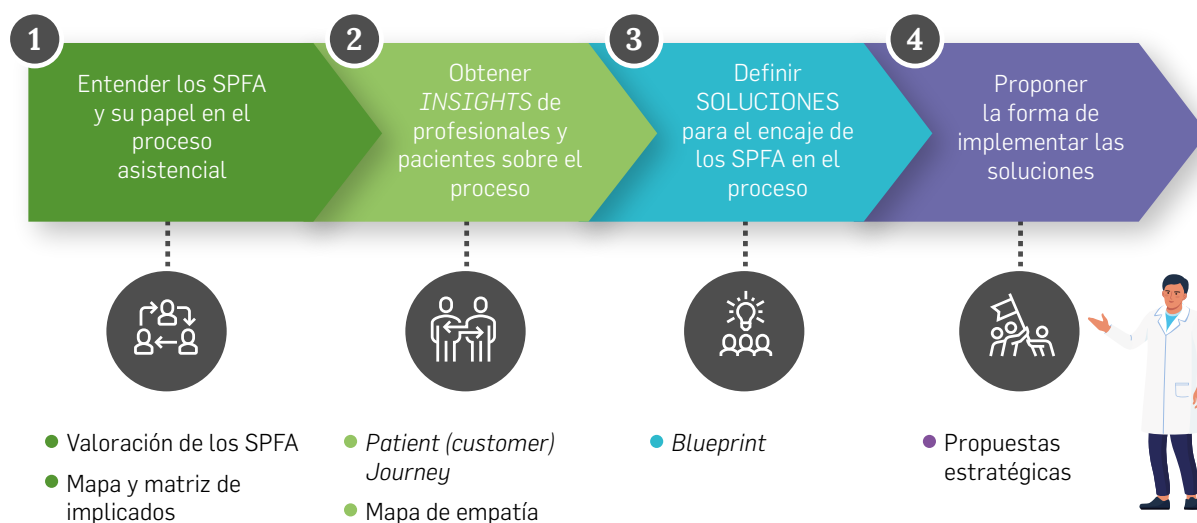 1
Entender los SPFA
y su papel en el
proceso
asistencial
2
Obtener
INSIGHTS de
profesionales y
pacientes sobre el
proceso
3
Definir
SOLUCIONES
para el encaje de
los SPFA en el
proceso
4
Proponer
la forma de
implementar las
soluciones
Valoración de los SPFA
Mapa y matriz de
implicados
Patient (customer)
Journey
Mapa de empatía
Blueprint
Propuestas
estratégicas